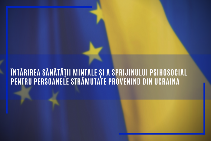 ÎNTĂRIREA SĂNĂTĂȚII MINTALE ȘI A SPRIJINULUI PSIHOSOCIAL
PENTRU PERSOANELE STRĂMUTATE PROVENIND DIN UCRAINA